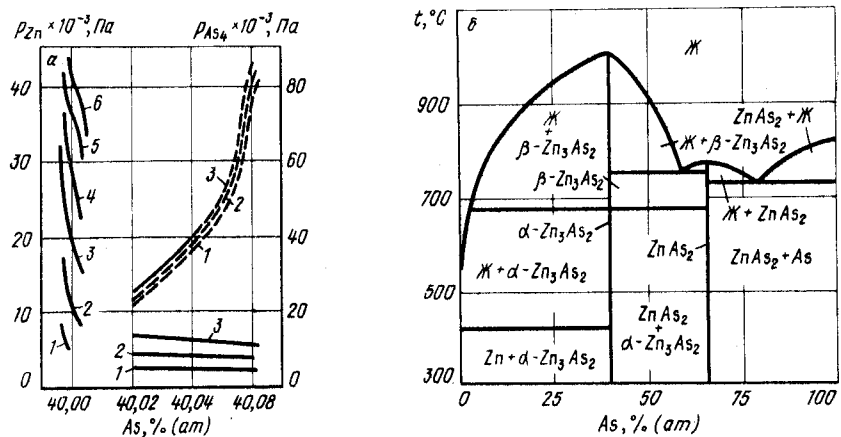 p_Zn × 10⁻³, Па
p_As₄ × 10⁻³, Па
а
40
30
20
10
0
80
60
40
20
0
6
5
4
3
2
1
3
2
1
3
2
1
40,00
40,02
40,04
40,08
As, % (ат)
t, °C
б
900
700
500
300
Ж
ZnAs₂ + Ж
Ж
+
β-Zn₃As₂
Ж + β-Zn₃As₂
β-Zn₃As₂
Ж + ZnAs₂
α-Zn₃As₂
ZnAs₂
ZnAs₂ + As
Ж + α-Zn₃As₂
ZnAs₂
+
α-Zn₃As₂
Zn + α-Zn₃As₂
0
25
50
75
100
As, % (ат)